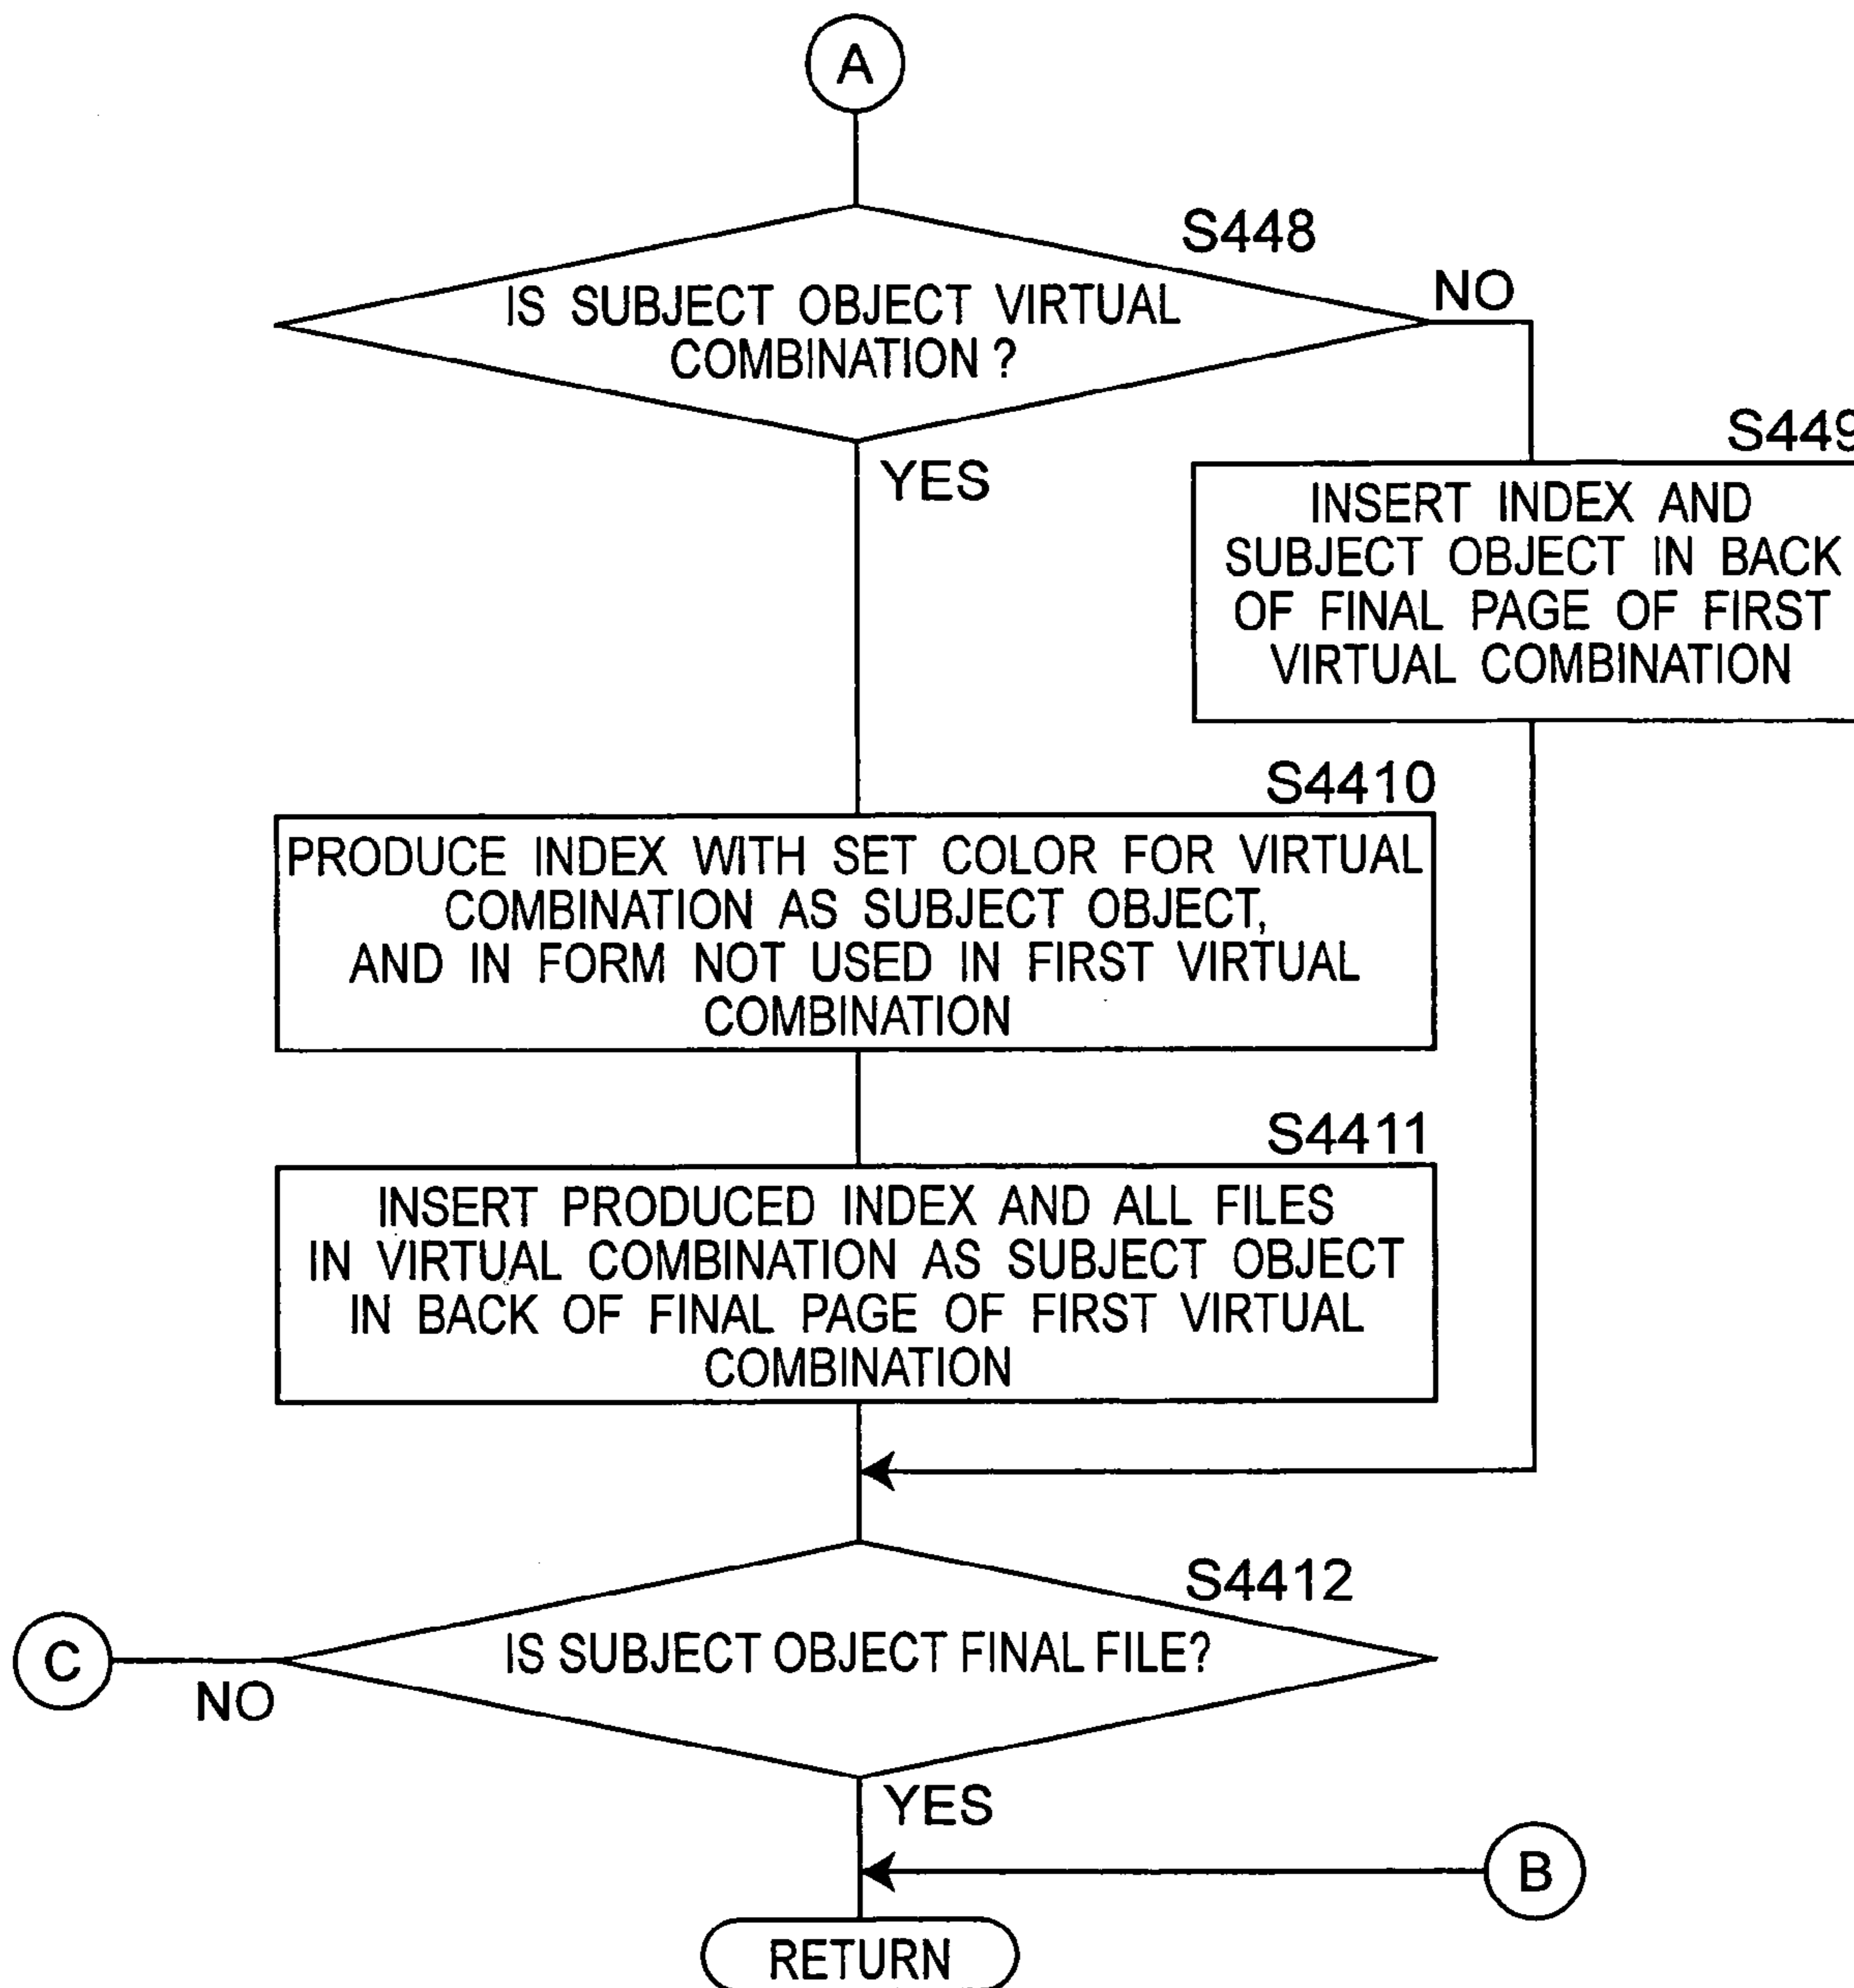 A
S448
IS SUBJECT OBJECT VIRTUAL
COMBINATION ?
NO
YES
S449
INSERT INDEX AND
SUBJECT OBJECT IN BACK
OF FINAL PAGE OF FIRST
VIRTUAL COMBINATION
S4410
PRODUCE INDEX WITH SET COLOR FOR VIRTUAL
COMBINATION AS SUBJECT OBJECT,
AND IN FORM NOT USED IN FIRST VIRTUAL
COMBINATION
S4411
INSERT PRODUCED INDEX AND ALL FILES
IN VIRTUAL COMBINATION AS SUBJECT OBJECT
IN BACK OF FINAL PAGE OF FIRST VIRTUAL
COMBINATION
S4412
IS SUBJECT OBJECT FINAL FILE?
C
NO
YES
B
RETURN